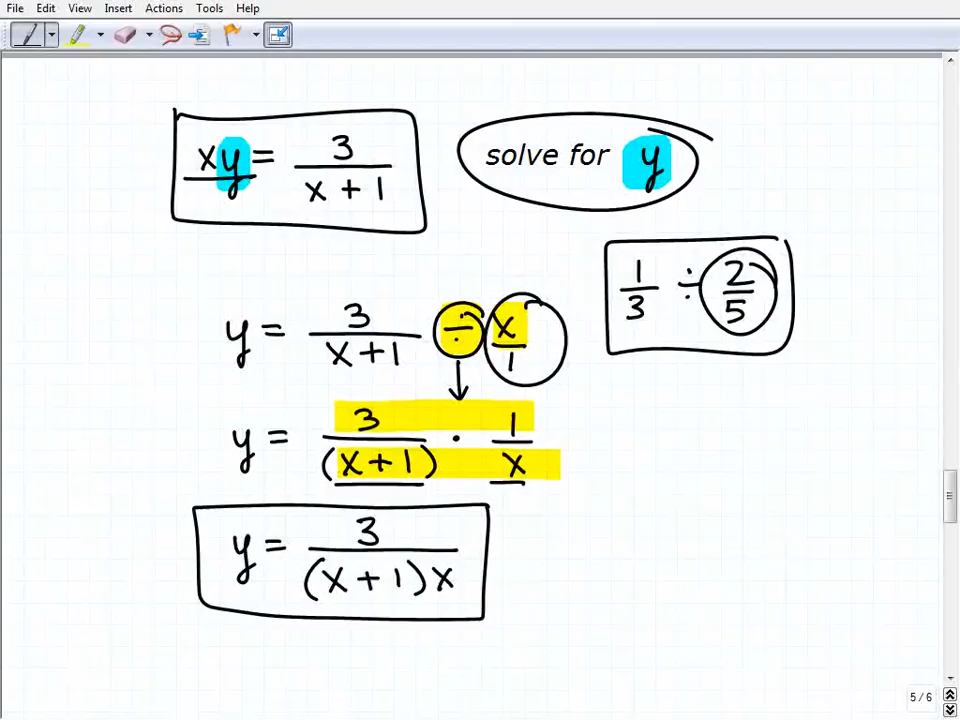 File Edit View Insert Actions Tools Help
xy = 3/(x + 1)
solve for y
1/3 ÷ 2/5
y = 3/(x+1) ÷ x/1
y = 3/(x+1) · 1/x
y = 3/((x+1)x)
5 / 6